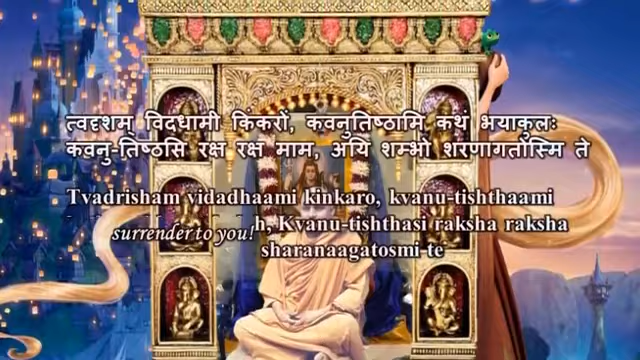 त्वदृशम् विदधामी किंकरों, कवनुतिष्ठामि कथं भयाकुलः
कवनु-तिष्ठसि रक्ष रक्ष माम, अयि शम्भो शरणागतोस्मि ते
Tvadrisham vidadhaami kinkaro, kvanu-tishthaami
surrender to you! h, Kvanu-tishthasi raksha raksha
sharanaagatosmi te